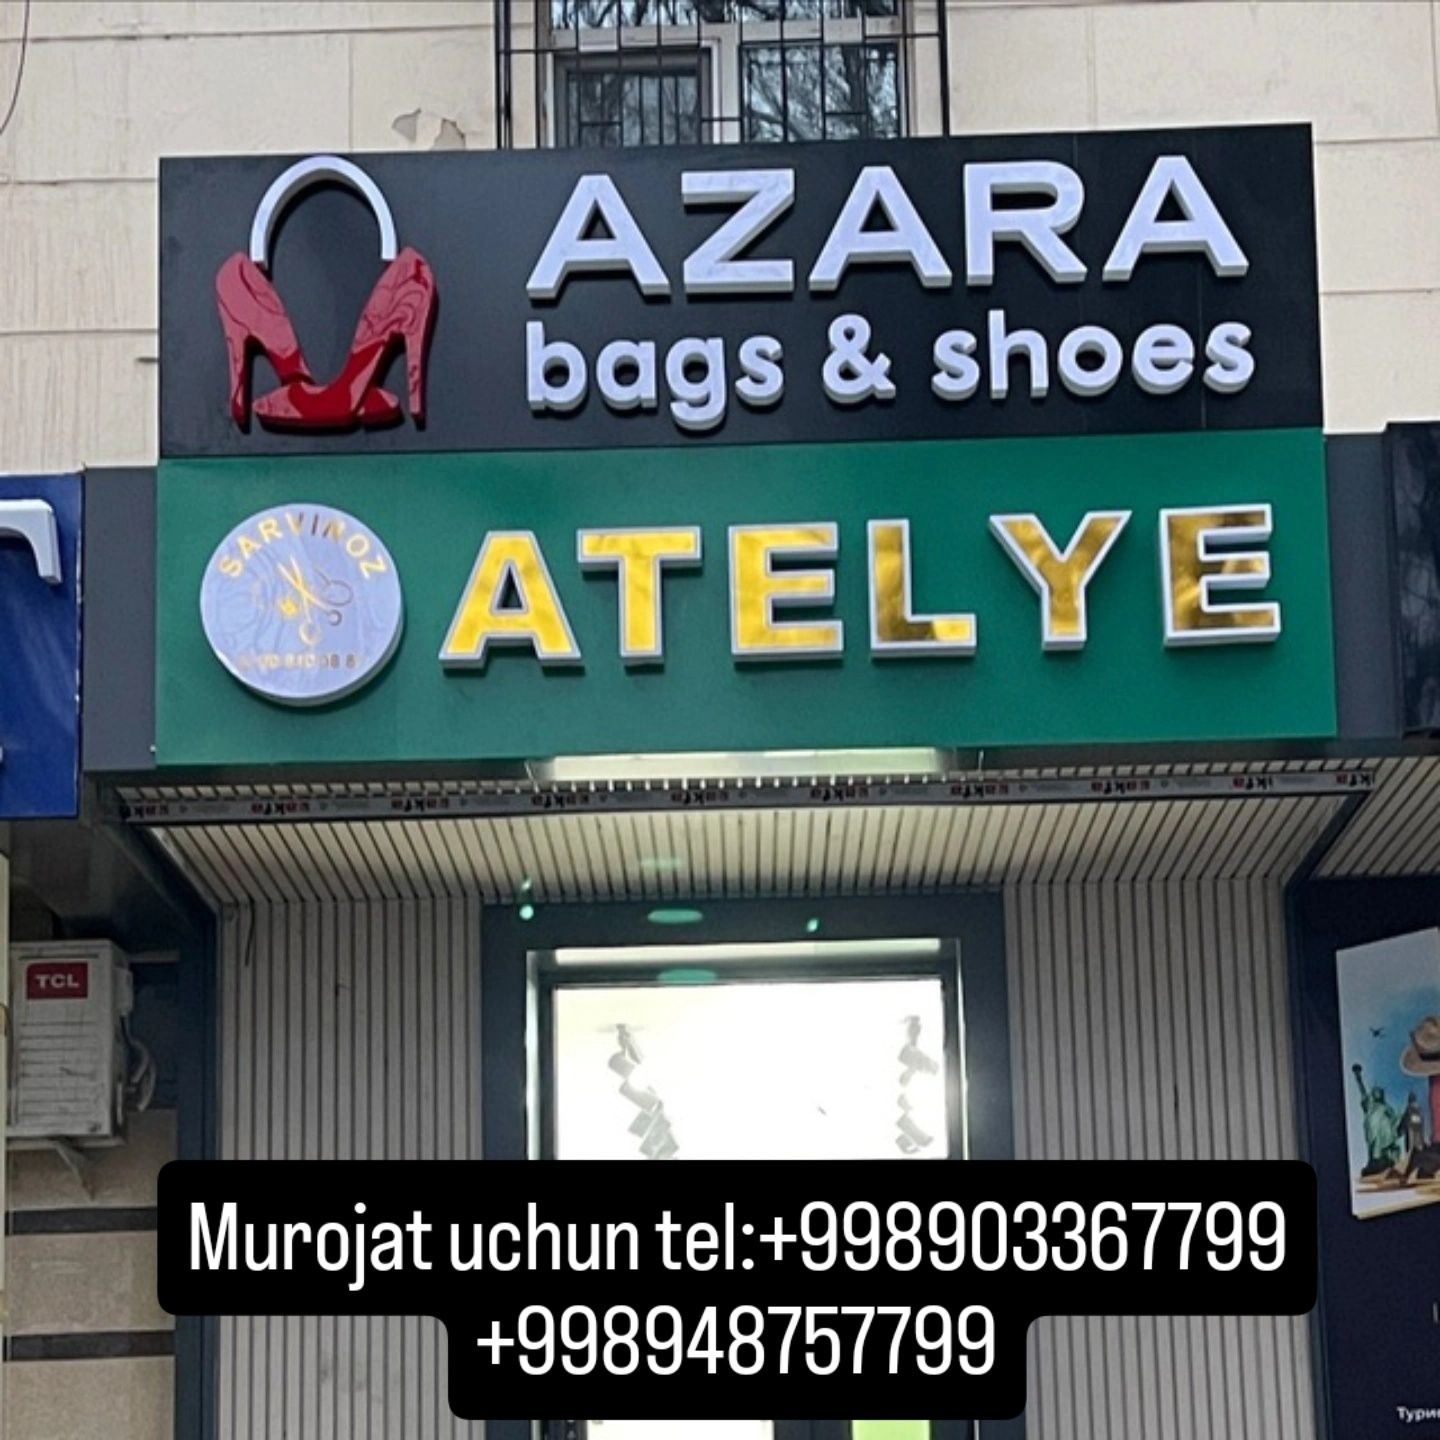 AZARA
bags & shoes
SARVINOZ
ATELYE
TCL
Murojat uchun tel:+998903367799
+998948757799